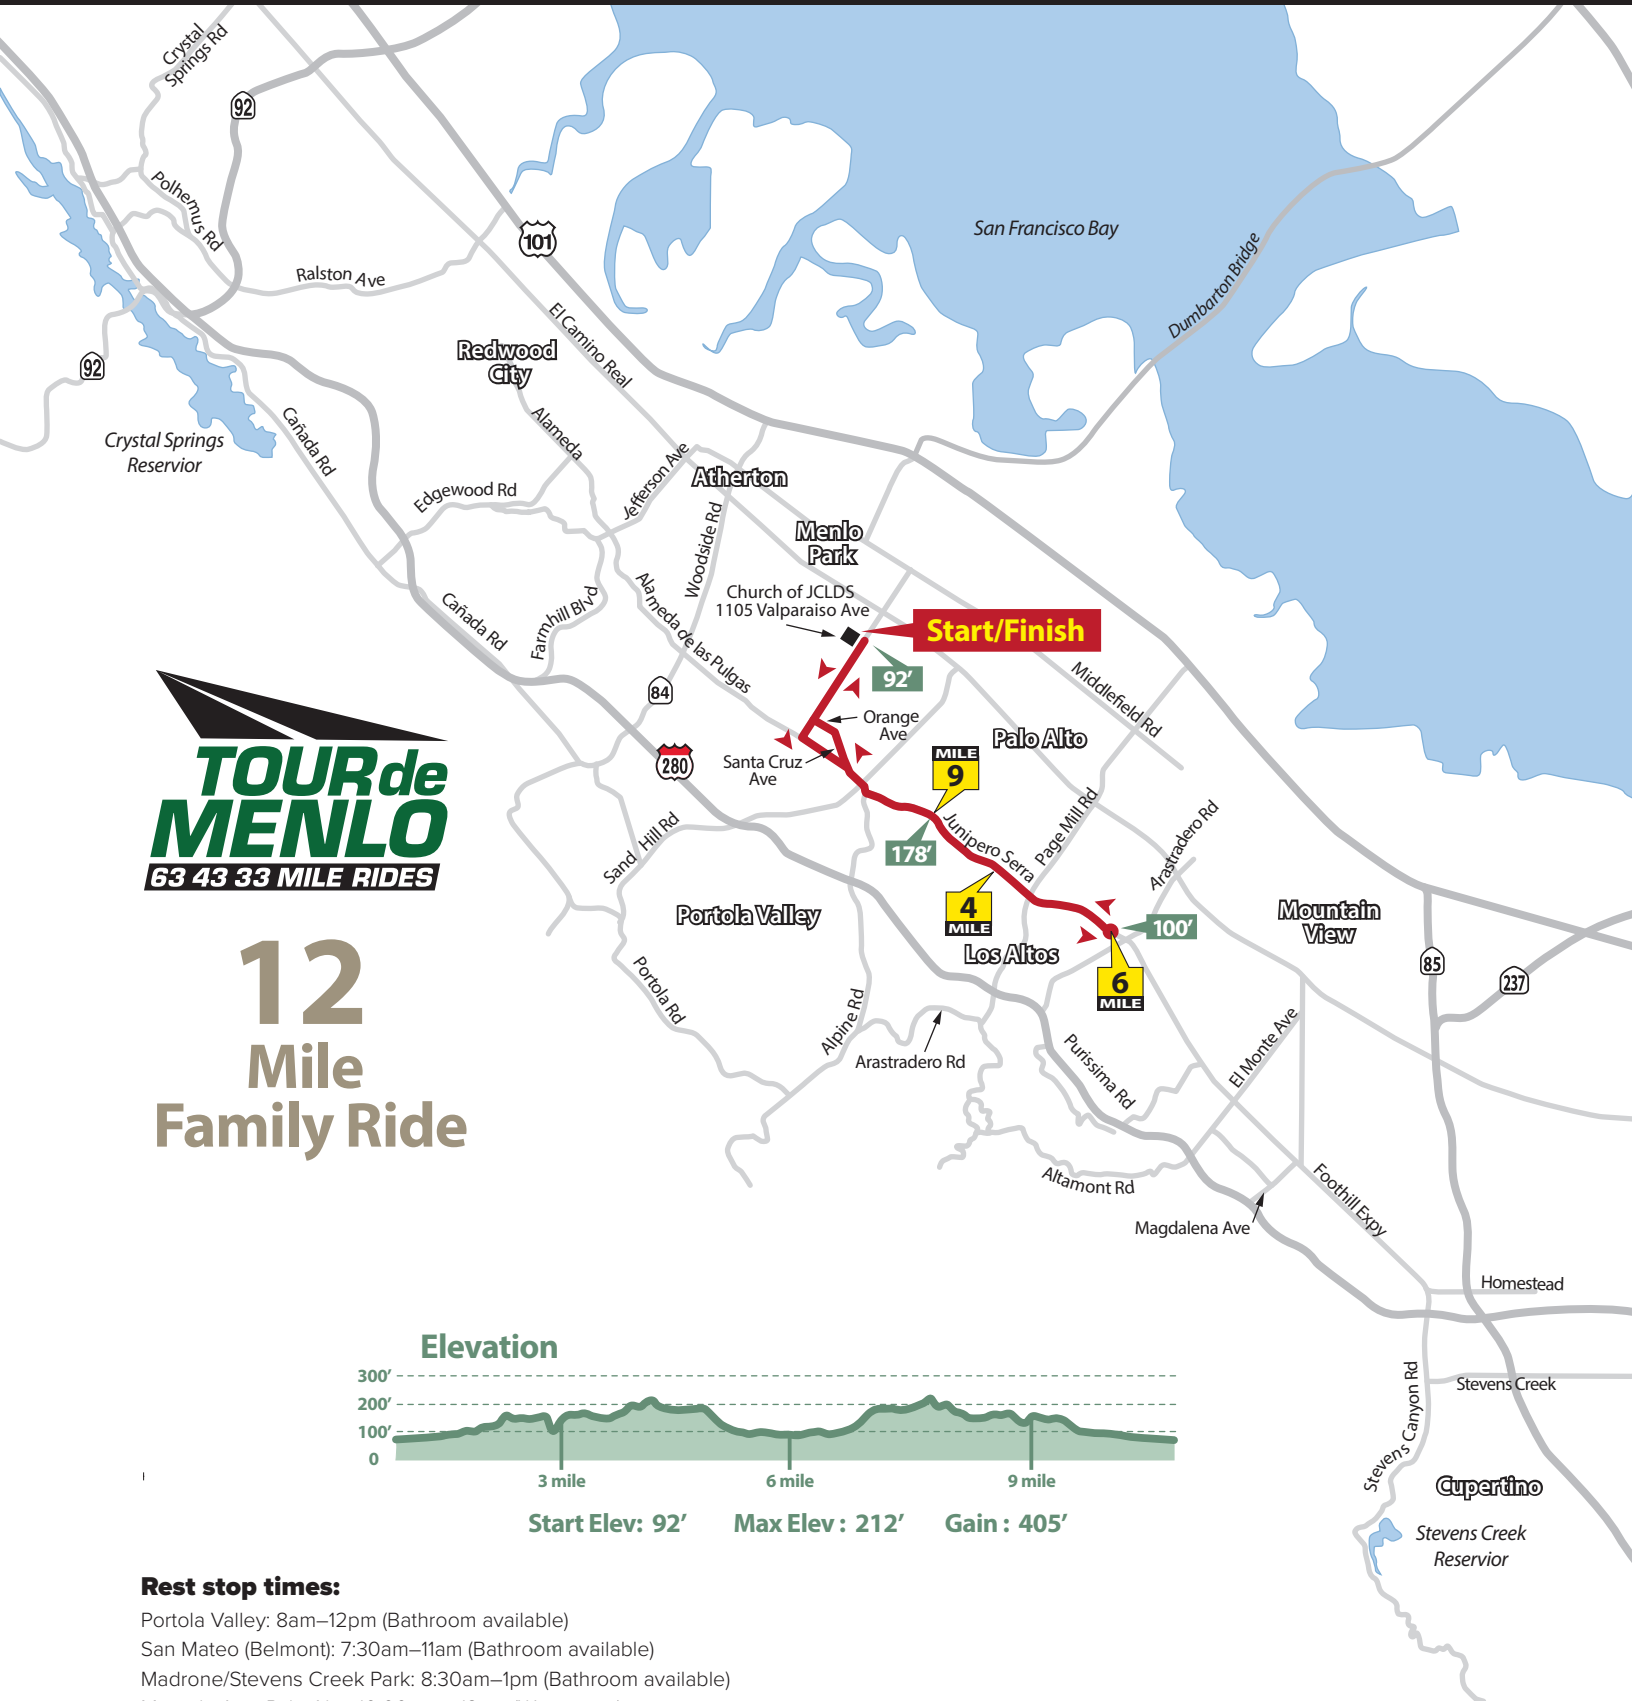 Crystal
Springs Rd
92
Polhemus Rd
101
San Francisco Bay
Dumbarton Bridge
Ralston Ave
El Camino Real
Redwood
City
92
Cañada Rd
Alameda
Crystal Springs
Reservior
Jefferson Ave
Atherton
Edgewood Rd
Woodside Rd
Menlo
Park
Church of JCLDS
1105 Valparaiso Ave
Start/Finish
Alameda de las Pulgas
Cañada Rd
Farmhill Blvd
92′
Middlefield Rd
84
Orange
Ave
Palo Alto
Santa Cruz
Ave
280
MILE
9
TOUR de
MENLO
63 43 33 MILE RIDES
Sand Hill Rd
Junipero Serra
Page Mill Rd
Arastradero Rd
178′
4
MILE
Portola Valley
100′
Mountain
View
Los Altos
85
237
6
MILE
12
Mile
Family Ride
Portola Rd
Alpine Rd
Arastradero Rd
Purissima Rd
El Monte Ave
Altamont Rd
Foothill Expy
Magdalena Ave
Homestead
Stevens Creek
Stevens Canyon Rd
Cupertino
Stevens Creek
Reservior
Elevation
300′
200′
100′
0
3 mile
6 mile
9 mile
Start Elev: 92′ Max Elev : 212′ Gain : 405′
Rest stop times:
Portola Valley: 8am–12pm (Bathroom available)
San Mateo (Belmont): 7:30am–11am (Bathroom available)
Madrone/Stevens Creek Park: 8:30am–1pm (Bathroom available)